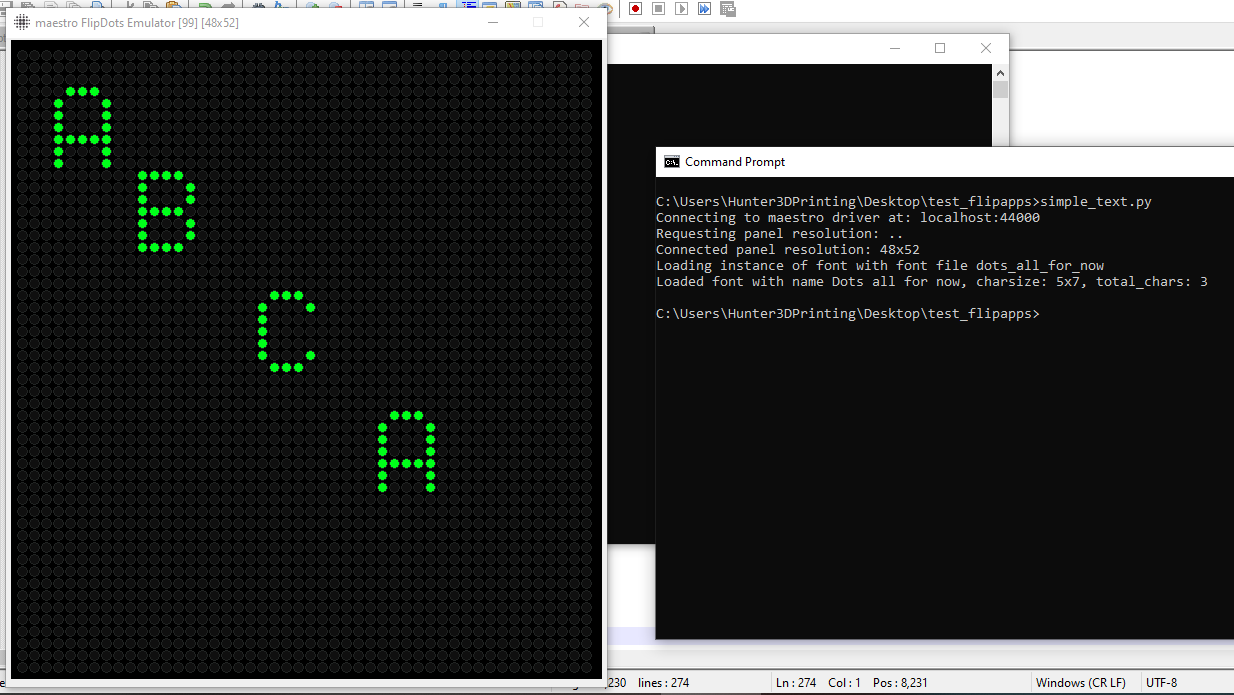 maestro FlipDots Emulator [99] [48x52]
A
B
C
A
Command Prompt
C:\Users\Hunter3DPrinting\Desktop\test_flipapps>simple_text.py
Connecting to maestro driver at: localhost:44000
Requesting panel resolution: ..
Connected panel resolution: 48x52
Loading instance of font with font file dots_all_for_now
Loaded font with name Dots all for now, charsize: 5x7, total_chars: 3
C:\Users\Hunter3DPrinting\Desktop\test_flipapps>
,230 lines : 274 Ln : 274 Col : 1 Pos : 8,231 Windows (CR LF) UTF-8